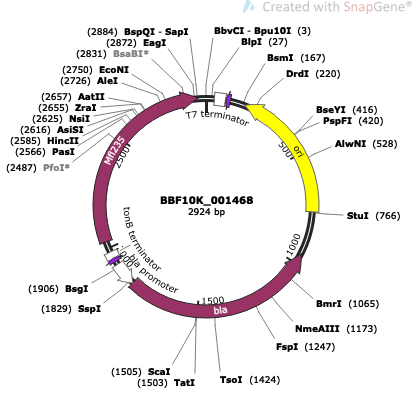 Created with SnapGene®
(2884) BspQI - SapI
(2872) EagI
(2831) BsaBI*
(2750) EcoNI
(2726) AleI
(2657) AatII
(2655) ZraI
(2625) NsiI
(2616) AsiSI
(2585) HincII
(2566) PasI
(2487) PfoI*
BbvCI - Bpu10I (3)
BlpI (27)
BsmI (167)
DrdI (220)
BseYI (416)
PspFI (420)
AlwNI (528)
StuI (766)
BmrI (1065)
NmeAIII (1173)
FspI (1247)
TsoI (1424)
(1503) TatI
(1505) ScaI
(1829) SspI
(1906) BsgI
T7 terminator
ori
500
1000
1500
2500
bla
bla promoter
tonB terminator
BBF10K_001468
2924 bp